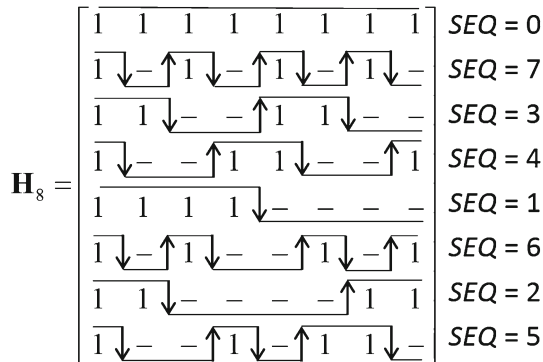 1 1 1 1 1 1 1 1 SEQ = 0
1 – 1 – 1 – 1 – SEQ = 7
1 1 – – 1 1 – – SEQ = 3
1 – – 1 1 – – 1 SEQ = 4
H₈ =
1 1 1 1 – – – – SEQ = 1
1 – 1 – – 1 – 1 SEQ = 6
1 1 – – – – 1 1 SEQ = 2
1 – – 1 – 1 1 – SEQ = 5